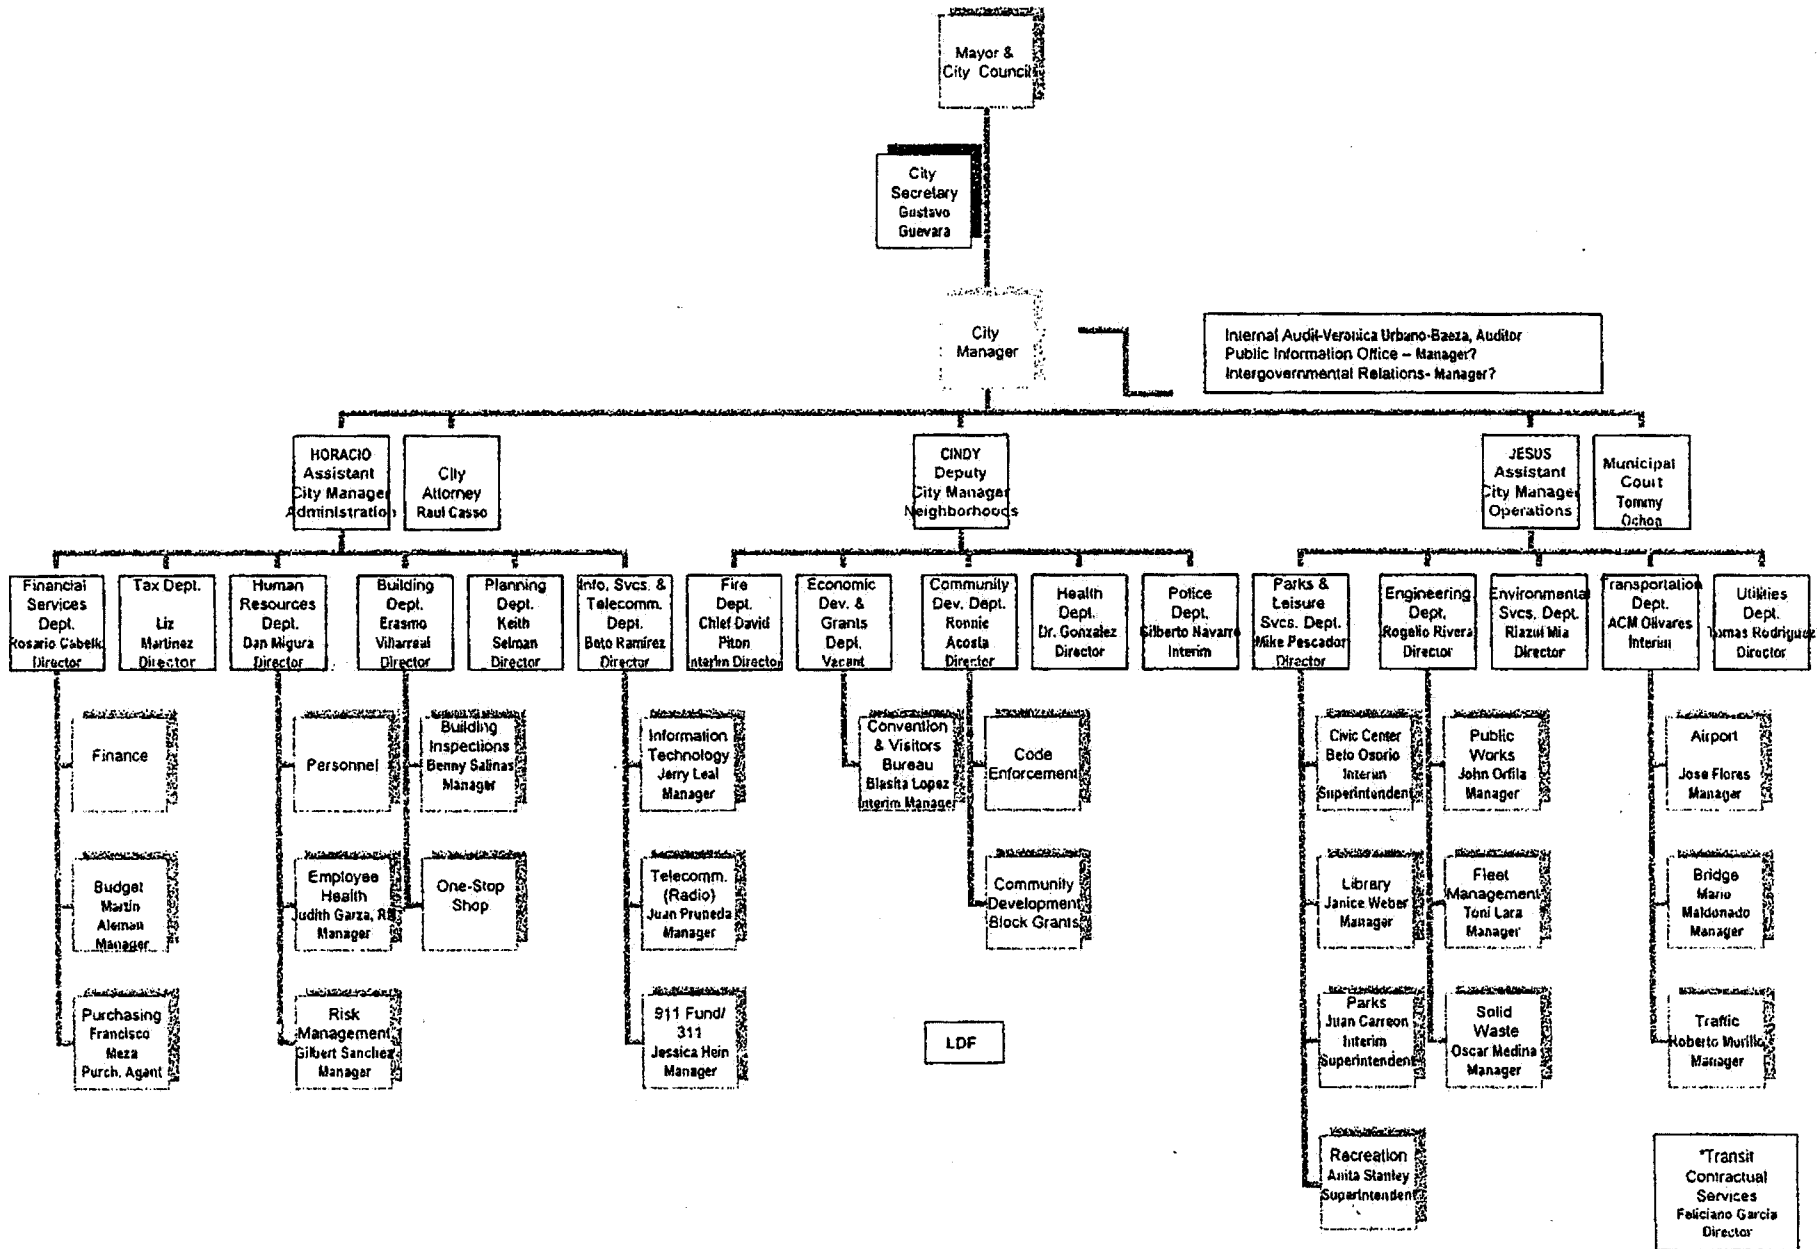 Mayor &
City Council
City
Secretary
Gustavo
Guevara
City
Manager
Internal Audit-Veronica Urbano-Baeza, Auditor
Public Information Office – Manager?
Intergovernmental Relations- Manager?
HORACIO
Assistant
City Manager
Administration
City
Attorney
Raul Casso
CINDY
Deputy
City Manager
Neighborhoods
JESUS
Assistant
City Manager
Operations
Municipal
Court
Tommy
Ochoa
Financial
Services
Dept.
Rosario Cabello
Director
Tax Dept.
Liz
Martinez
Director
Human
Resources
Dept.
Dan Migura
Director
Building
Dept.
Erasmo
Villarreal
Director
Planning
Dept.
Keith
Selman
Director
Info. Svcs. &
Telecomm.
Dept.
Beto Ramírez
Director
Fire
Dept.
Chief David
Piton
Interim Director
Economic
Dev. &
Grants
Dept.
Vacant
Community
Dev. Dept.
Ronnie
Acosta
Director
Health
Dept.
Dr. Gonzalez
Director
Police
Dept.
Gilberto Navarro
Interim
Parks &
Leisure
Svcs. Dept.
Mike Pescador
Director
Engineering
Dept.
Rogelio Rivera
Director
Environmental
Svcs. Dept.
Riazul Mia
Director
Transportation
Dept.
ACM Olivares
Interim
Utilities
Dept.
Tomas Rodriguez
Director
Finance
Personnel
Building
Inspections
Benny Salinas
Manager
Information
Technology
Jerry Leal
Manager
Convention
& Visitors
Bureau
Blasita Lopez
Interim Manager
Code
Enforcement
Civic Center
Beto Osorio
Interim
Superintendent
Public
Works
John Orfila
Manager
Airport
Jose Flores
Manager
Budget
Martin
Aleman
Manager
Employee
Health
Judith Garza, RN
Manager
One-Stop
Shop
Telecomm.
(Radio)
Juan Pruneda
Manager
Community
Development
Block Grants
Library
Janice Weber
Manager
Fleet
Management
Toni Lara
Manager
Bridge
Mario
Maldonado
Manager
Purchasing
Francisco
Meza
Purch. Agent
Risk
Management
Gilbert Sanchez
Manager
911 Fund/
311
Jessica Hein
Manager
LDF
Parks
Juan Carreon
Interim
Superintendent
Solid
Waste
Oscar Medina
Manager
Traffic
Roberto Murillo
Manager
Recreation
Anita Stanley
Superintendent
*Transit
Contractual
Services
Feliciano Garcia
Director